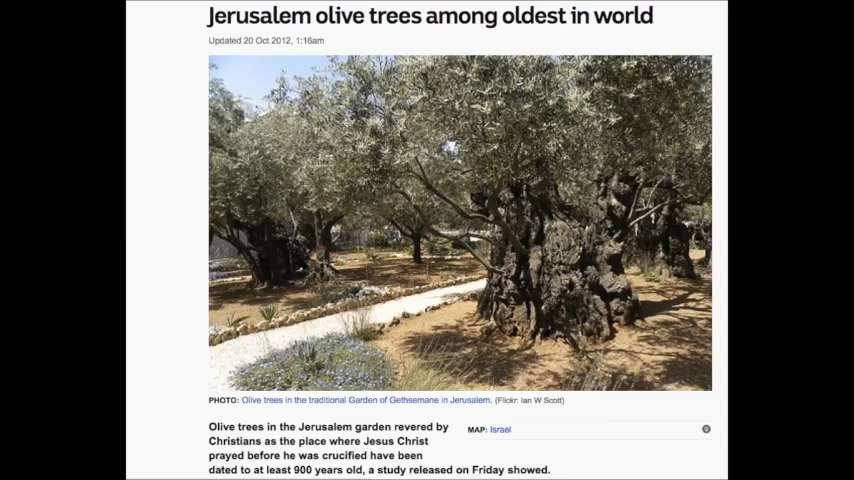 Jerusalem olive trees among oldest in world
Updated 20 Oct 2012, 1:16am
PHOTO: Olive trees in the traditional Garden of Gethsemane in Jerusalem. (Flickr: Ian W Scott)
Olive trees in the Jerusalem garden revered by
Christians as the place where Jesus Christ
prayed before he was crucified have been
dated to at least 900 years old, a study released on Friday showed.
MAP: Israel